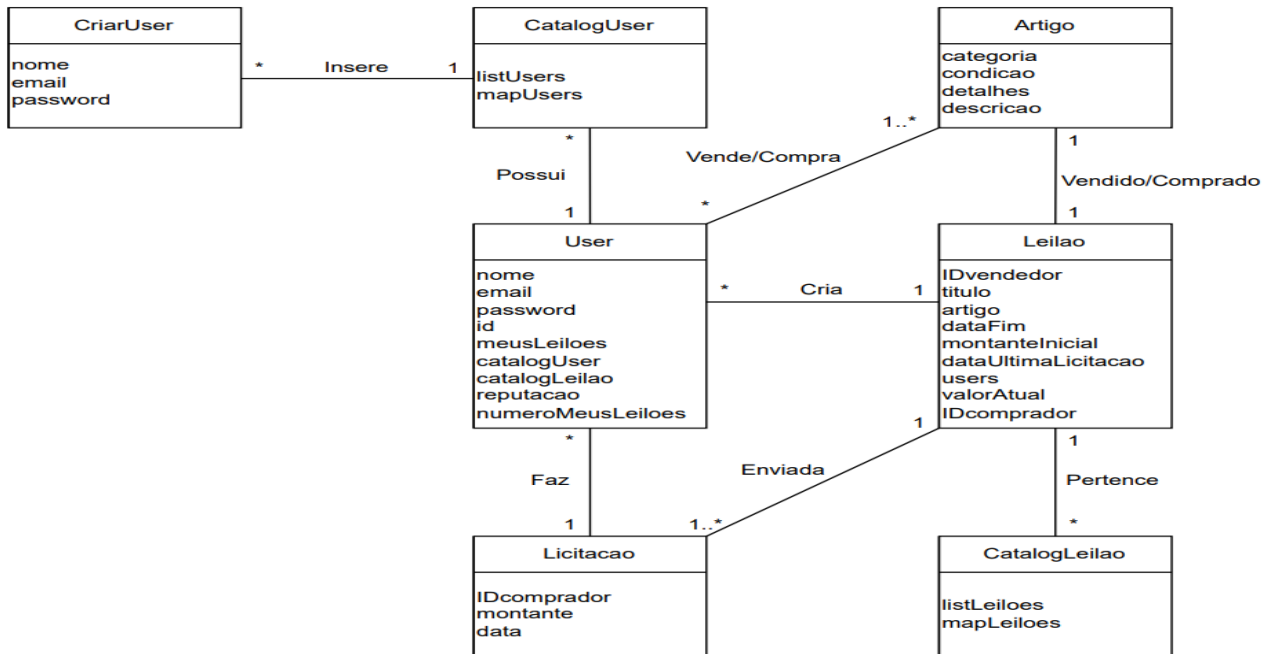 CriarUser
nome
email
password
* Insere 1
CatalogUser
listUsers
mapUsers
Artigo
categoria
condicao
detalhes
descricao
*
Possui
1
1..*
Vende/Compra
*
1
Vendido/Comprado
1
User
nome
email
password
id
meusLeiloes
catalogUser
catalogLeilao
reputacao
numeroMeusLeiloes
* Cria 1
Leilao
IDvendedor
titulo
artigo
dataFim
montanteInicial
dataUltimaLicitacao
users
valorAtual
IDcomprador
*
Faz
1
1
Enviada
1..*
1
Pertence
*
Licitacao
IDcomprador
montante
data
CatalogLeilao
listLeiloes
mapLeiloes